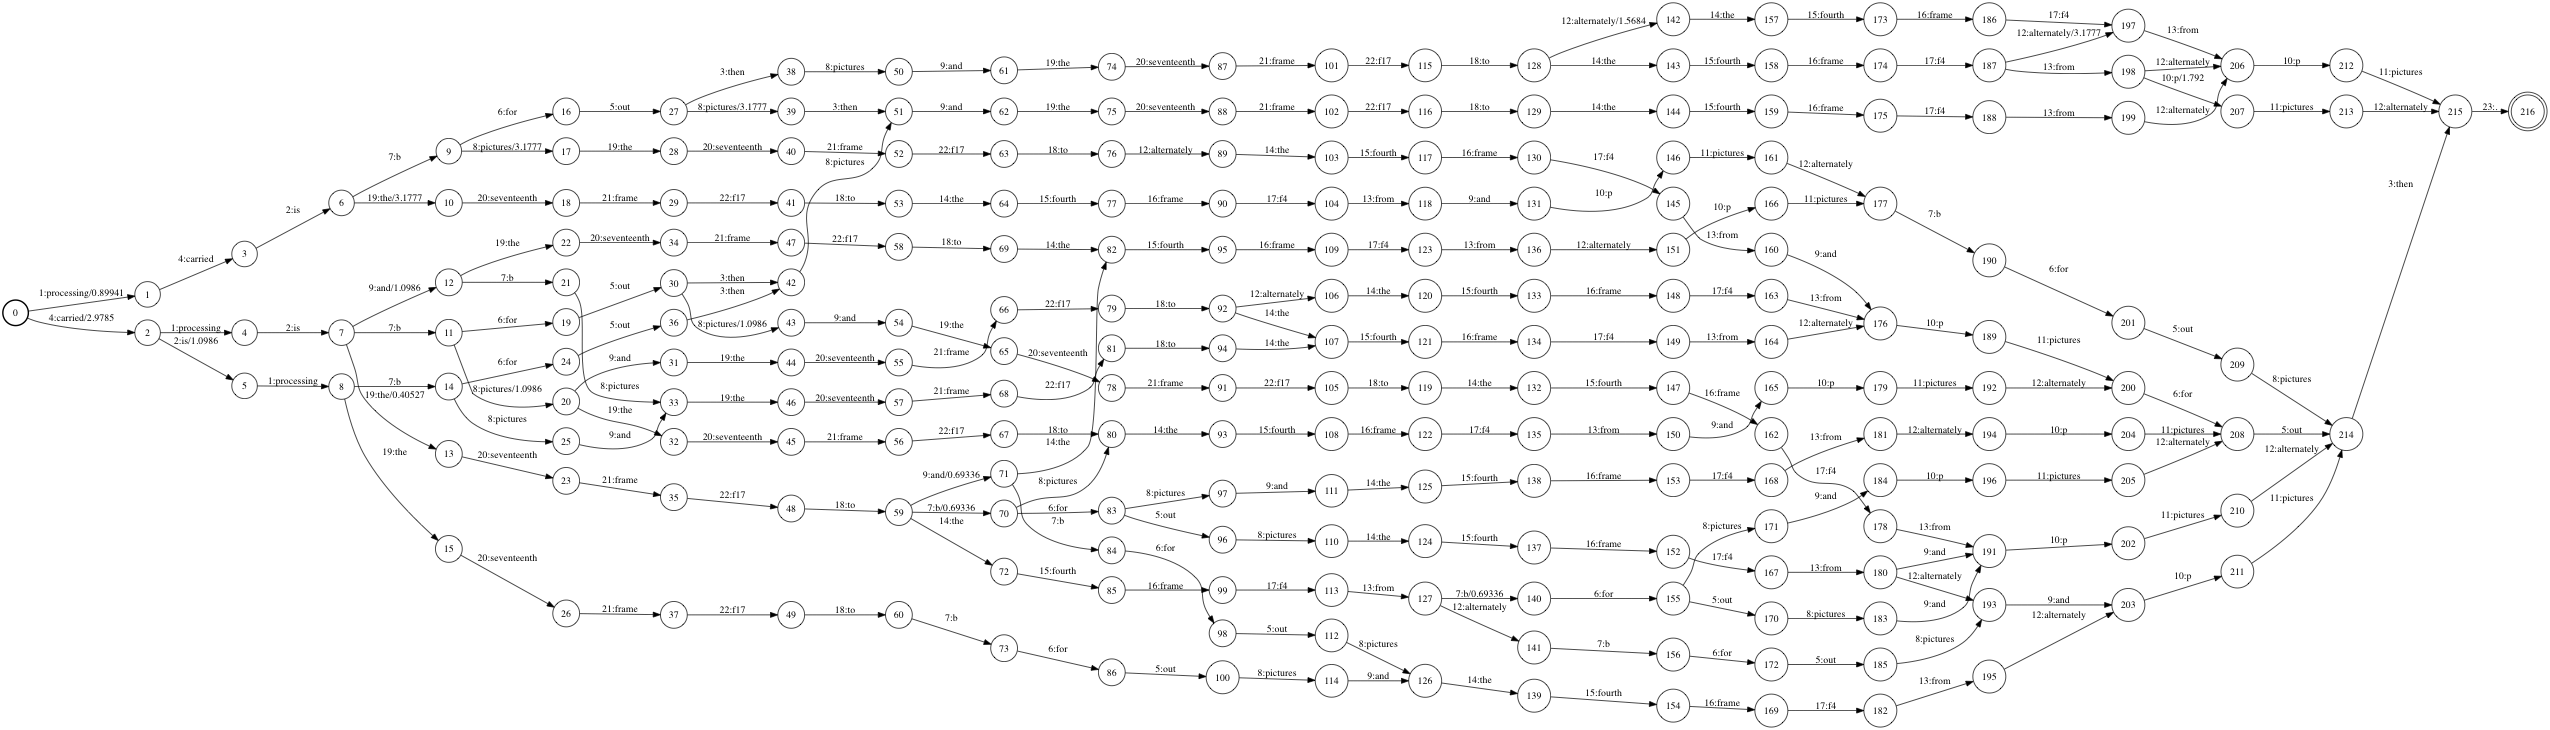 12:alternately/1.5684 142 14:the 157 15:fourth 173 16:frame 186 17:f4 197 13:from
3:then 38 8:pictures 50 9:and 61 19:the 74 20:seventeenth 87 21:frame 101 22:f17 115 18:to 128 14:the 143 15:fourth 158 16:frame 174 17:f4 187 12:alternately/3.1777 13:from 198 12:alternately 10:p/1.792 206 10:p 212 11:pictures
6:for 16 5:out 27 8:pictures/3.1777 39 3:then 51 9:and 62 19:the 75 20:seventeenth 88 21:frame 102 22:f17 116 18:to 129 14:the 144 15:fourth 159 16:frame 175 17:f4 188 13:from 199 12:alternately 207 11:pictures 213 12:alternately 215 23:. 216
7:b 9 8:pictures/3.1777 17 19:the 28 20:seventeenth 40 21:frame 8:pictures 52 22:f17 63 18:to 76 12:alternately 89 14:the 103 15:fourth 117 16:frame 130 17:f4 146 11:pictures 161 12:alternately
2:is 6 19:the/3.1777 10 20:seventeenth 18 21:frame 29 22:f17 41 18:to 53 14:the 64 15:fourth 77 16:frame 90 17:f4 104 13:from 118 9:and 131 10:p 145 10:p 166 11:pictures 177 7:b 3:then
4:carried 3 19:the 22 20:seventeenth 34 21:frame 47 22:f17 58 18:to 69 14:the 82 15:fourth 95 16:frame 109 17:f4 123 13:from 136 12:alternately 151 13:from 160 9:and 190 6:for
0 1:processing/0.89941 1 9:and/1.0986 12 7:b 21 5:out 30 3:then 3:then 42 12:alternately 106 14:the 120 15:fourth 133 16:frame 148 17:f4 163 13:from
4:carried/2.9785 2 1:processing 4 2:is 7 7:b 11 6:for 19 5:out 36 8:pictures/1.0986 43 9:and 54 19:the 66 22:f17 79 18:to 92 14:the 12:alternately 176 10:p 189 11:pictures 201 5:out
2:is/1.0986 6:for 24 9:and 31 19:the 44 20:seventeenth 55 21:frame 65 20:seventeenth 81 18:to 94 14:the 107 15:fourth 121 16:frame 134 17:f4 149 13:from 164 209 8:pictures
5 1:processing 8 7:b 19:the/0.40527 14 8:pictures/1.0986 20 8:pictures 33 19:the 46 20:seventeenth 57 21:frame 68 22:f17 78 21:frame 91 22:f17 105 18:to 119 14:the 132 15:fourth 147 16:frame 165 10:p 179 11:pictures 192 12:alternately 200 6:for
8:pictures 25 19:the 9:and 32 20:seventeenth 45 21:frame 56 22:f17 67 18:to 14:the 80 14:the 93 15:fourth 108 16:frame 122 17:f4 135 13:from 150 9:and 162 13:from 181 12:alternately 194 10:p 204 11:pictures 12:alternately 208 5:out 214
19:the 13 20:seventeenth 23 21:frame 35 22:f17 48 18:to 9:and/0.69336 71 8:pictures 8:pictures 97 9:and 111 14:the 125 15:fourth 138 16:frame 153 17:f4 168 17:f4 184 10:p 196 11:pictures 205 12:alternately
59 7:b/0.69336 14:the 70 6:for 7:b 83 5:out 96 8:pictures 110 14:the 124 15:fourth 137 16:frame 152 8:pictures 171 9:and 178 13:from 210 11:pictures
15 20:seventeenth 72 15:fourth 84 6:for 17:f4 167 13:from 180 9:and 12:alternately 191 10:p 202 11:pictures
26 21:frame 37 22:f17 49 18:to 60 7:b 85 16:frame 99 17:f4 113 13:from 127 7:b/0.69336 12:alternately 140 6:for 155 5:out 170 8:pictures 183 9:and 193 9:and 12:alternately 203 10:p 211
73 6:for 98 5:out 112 8:pictures 141 7:b 156 6:for 172 5:out 185 8:pictures
86 5:out 100 8:pictures 114 9:and 126 14:the 139 15:fourth 154 16:frame 169 17:f4 182 13:from 195